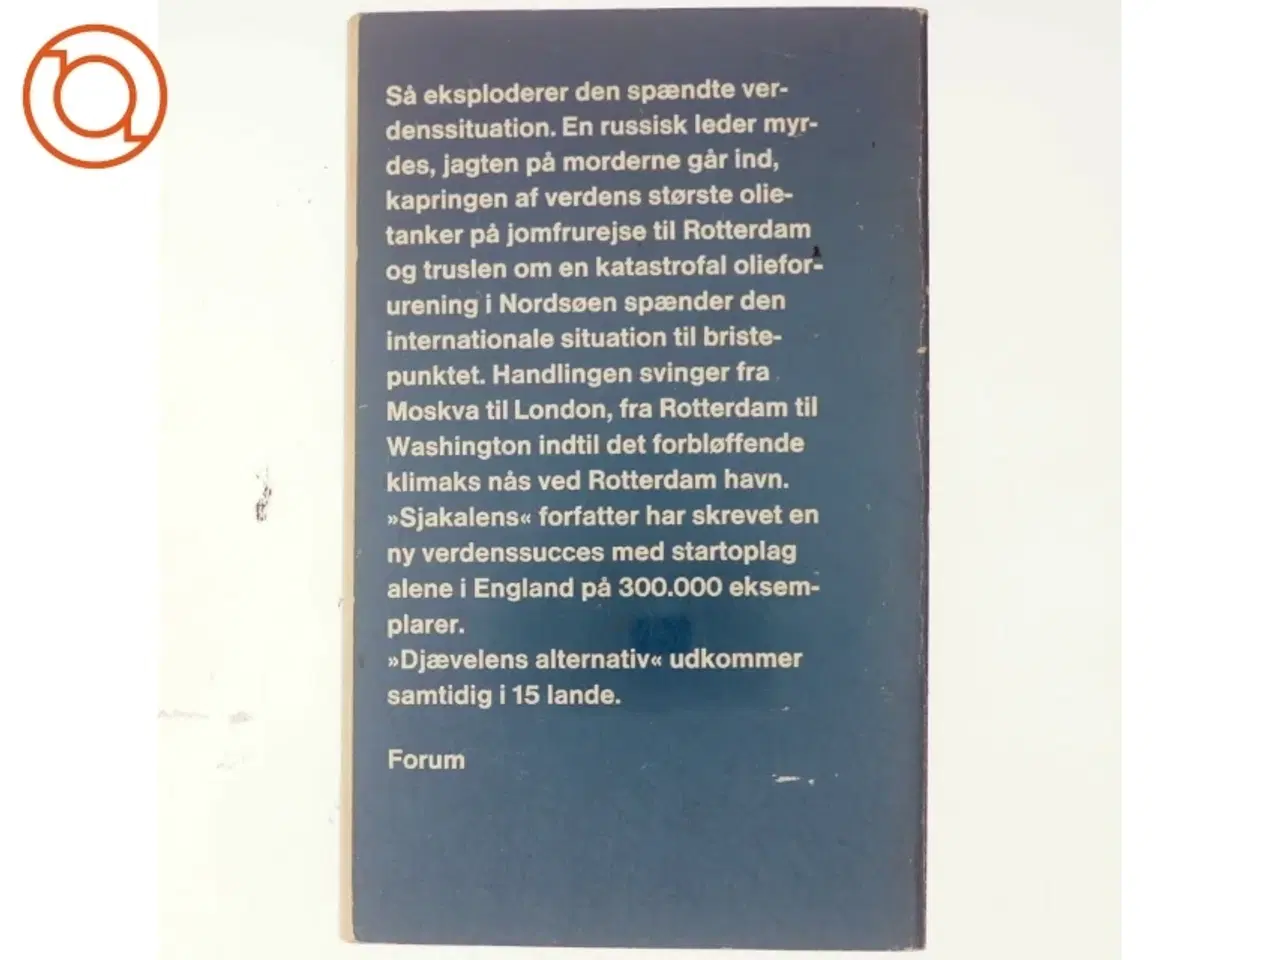 Så eksploderer den spændte ver-
denssituation. En russisk leder myr-
des, jagten på morderne går ind,
kapringen af verdens største olie-
tanker på jomfrurejse til Rotterdam
og truslen om en katastrofal oliefor-
urening i Nordsøen spænder den
internationale situation til briste-
punktet. Handlingen svinger fra
Moskva til London, fra Rotterdam til
Washington indtil det forbløffende
klimaks nås ved Rotterdam havn.
»Sjakalens« forfatter har skrevet en
ny verdenssucces med startoplag
alene i England på 300.000 eksem-
plarer.
»Djævelens alternativ« udkommer
samtidig i 15 lande.
Forum